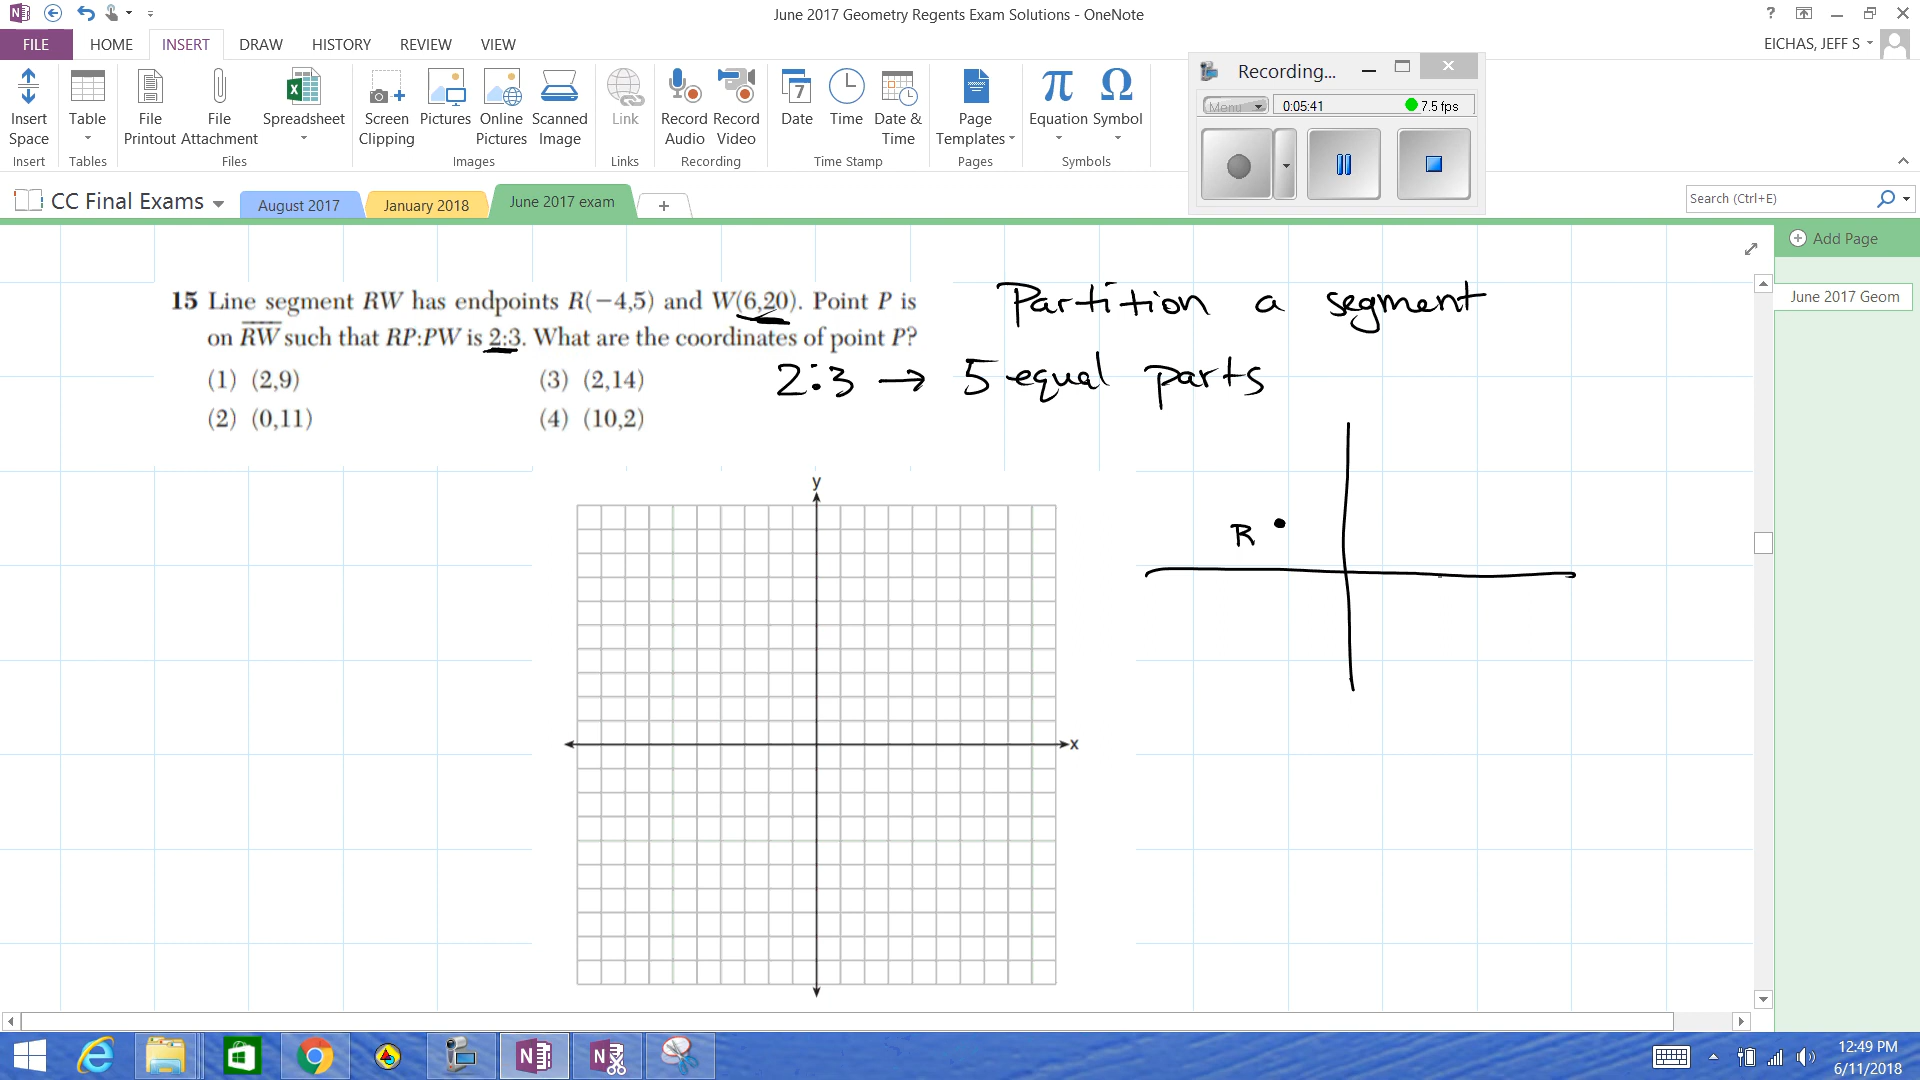 June 2017 Geometry Regents Exam Solutions - OneNote
?
FILE HOME INSERT DRAW HISTORY REVIEW VIEW
EICHAS, JEFF S
Insert Space
Table
File Printout
File Attachment
Spreadsheet
Screen Clipping
Pictures
Online Pictures
Scanned Image
Link
Record Audio
Record Video
7
Date
Time
Date & Time
Page Templates
π
Equation
Ω
Symbol
Insert Tables Files Images Links Recording Time Stamp Pages Symbols
Recording...
Menu 0:05:41 7.5 fps
CC Final Exams August 2017 January 2018 June 2017 exam +
Search (Ctrl+E)
Add Page
June 2017 Geom
15 Line segment RW has endpoints R(−4,5) and W(6,20). Point P is
on RW such that RP:PW is 2:3. What are the coordinates of point P?
(1) (2,9) (3) (2,14)
(2) (0,11) (4) (10,2)
Partition a segment
2:3 → 5 equal parts
R
y
x
12:49 PM
6/11/2018